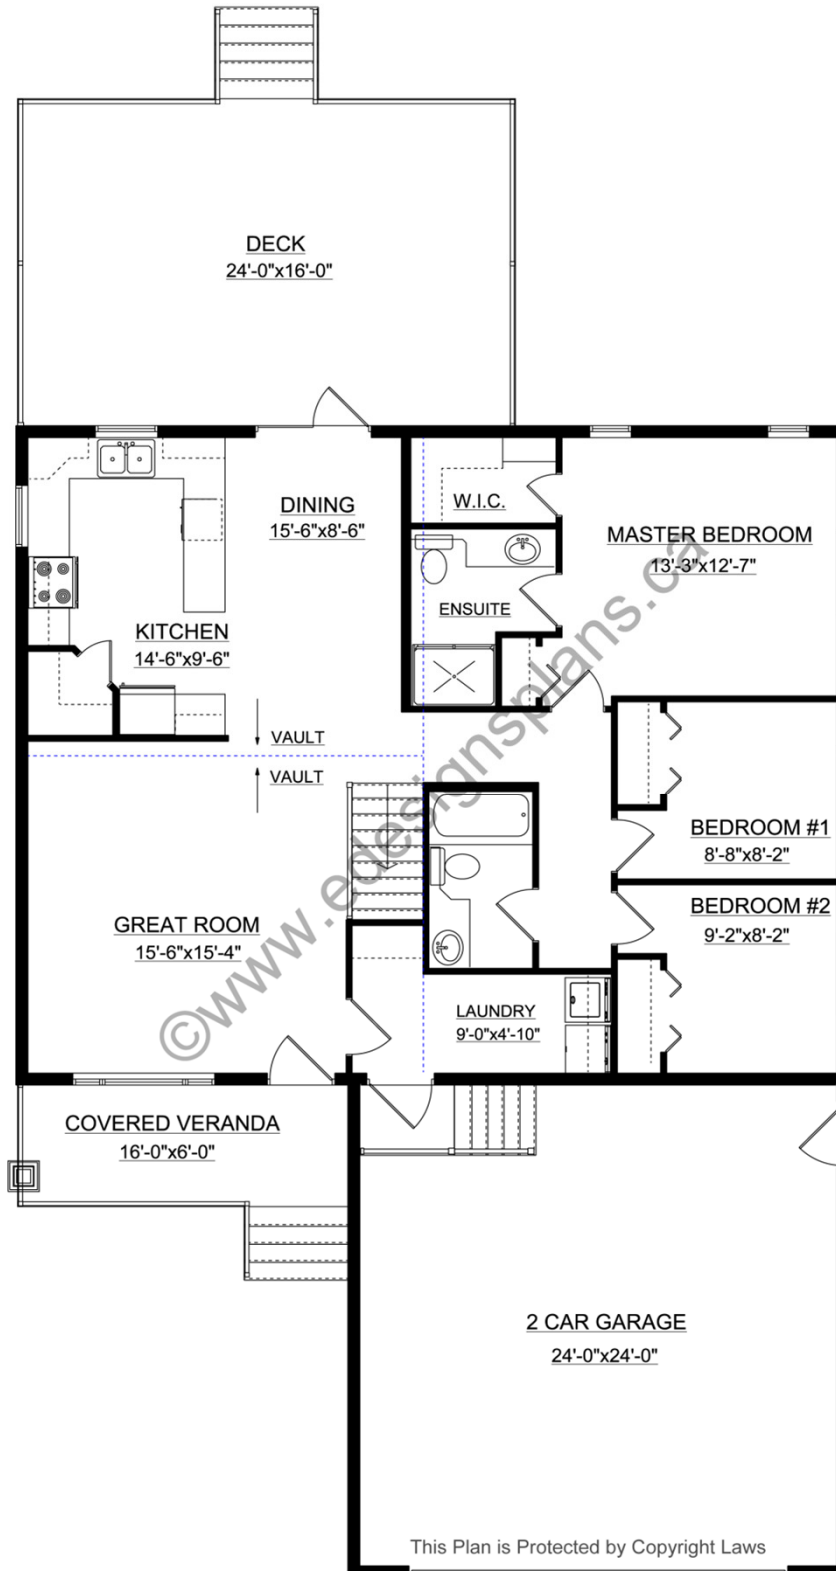 DECK
24'-0"x16'-0"
DINING
15'-6"x8'-6"
W.I.C.
MASTER BEDROOM
13'-3"x12'-7"
ENSUITE
KITCHEN
14'-6"x9'-6"
VAULT
VAULT
BEDROOM #1
8'-8"x8'-2"
BEDROOM #2
9'-2"x8'-2"
GREAT ROOM
15'-6"x15'-4"
LAUNDRY
9'-0"x4'-10"
COVERED VERANDA
16'-0"x6'-0"
2 CAR GARAGE
24'-0"x24'-0"
©www.edesignsplans.ca
This Plan is Protected by Copyright Laws